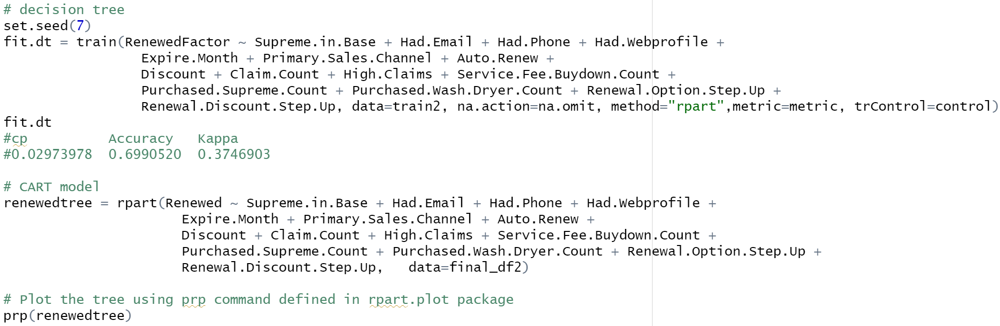 # decision tree
set.seed(7)
fit.dt = train(RenewedFactor ~ Supreme.in.Base + Had.Email + Had.Phone + Had.Webprofile +
Expire.Month + Primary.Sales.Channel + Auto.Renew +
Discount + Claim.Count + High.Claims + Service.Fee.Buydown.Count +
Purchased.Supreme.Count + Purchased.Wash.Dryer.Count + Renewal.Option.Step.Up +
Renewal.Discount.Step.Up, data=train2, na.action=na.omit, method="rpart",metric=metric, trControl=control)
fit.dt
#cp Accuracy Kappa
#0.02973978 0.6990520 0.3746903
# CART model
renewedtree = rpart(Renewed ~ Supreme.in.Base + Had.Email + Had.Phone + Had.Webprofile +
Expire.Month + Primary.Sales.Channel + Auto.Renew +
Discount + Claim.Count + High.Claims + Service.Fee.Buydown.Count +
Purchased.Supreme.Count + Purchased.Wash.Dryer.Count + Renewal.Option.Step.Up +
Renewal.Discount.Step.Up, data=final_df2)
# Plot the tree using prp command defined in rpart.plot package
prp(renewedtree)